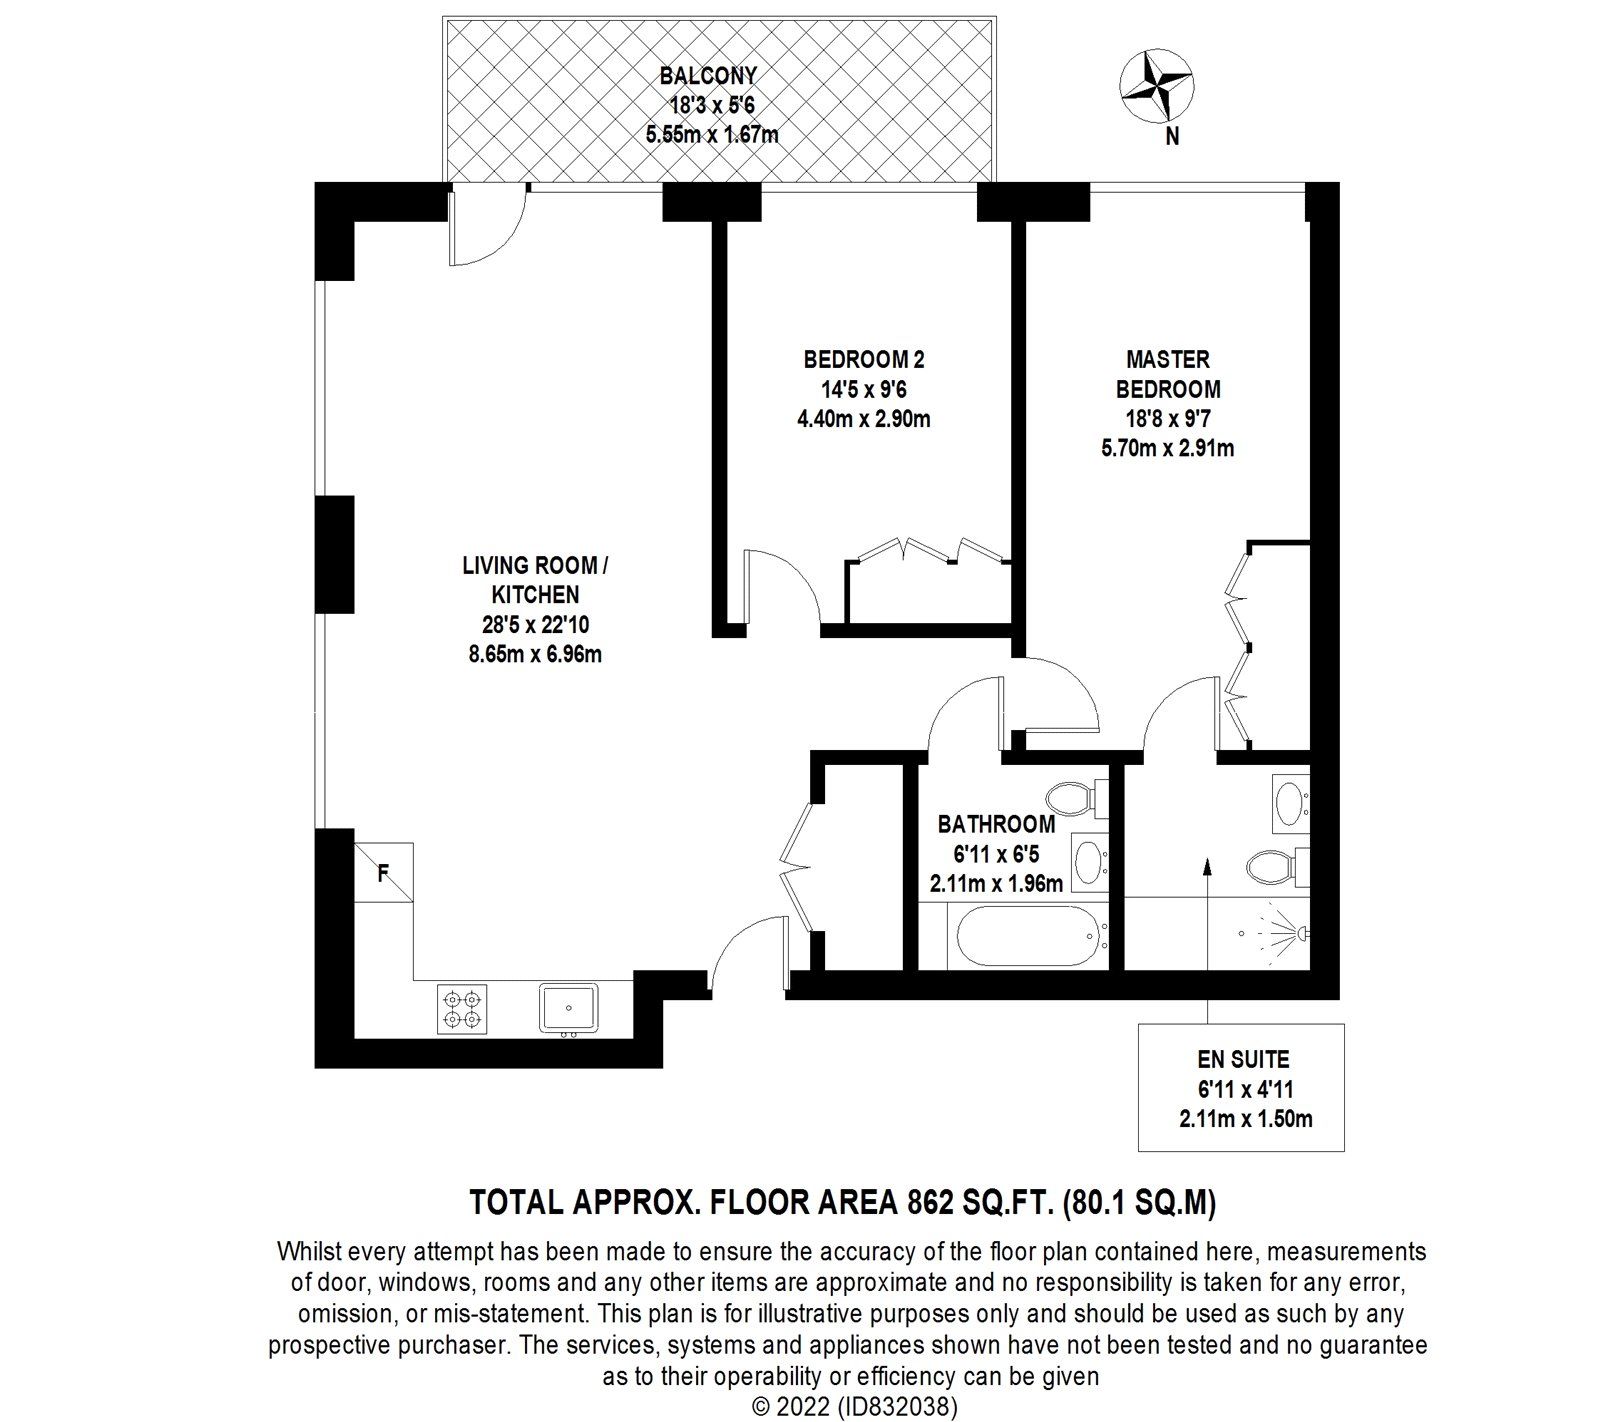 BALCONY
18'3 x 5'6
5.55m x 1.67m
N
BEDROOM 2
14'5 x 9'6
4.40m x 2.90m
MASTER
BEDROOM
18'8 x 9'7
5.70m x 2.91m
LIVING ROOM /
KITCHEN
28'5 x 22'10
8.65m x 6.96m
BATHROOM
6'11 x 6'5
2.11m x 1.96m
F
EN SUITE
6'11 x 4'11
2.11m x 1.50m
TOTAL APPROX. FLOOR AREA 862 SQ.FT. (80.1 SQ.M)
Whilst every attempt has been made to ensure the accuracy of the floor plan contained here, measurements
of door, windows, rooms and any other items are approximate and no responsibility is taken for any error,
omission, or mis-statement. This plan is for illustrative purposes only and should be used as such by any
prospective purchaser. The services, systems and appliances shown have not been tested and no guarantee
as to their operability or efficiency can be given
© 2022 (ID832038)